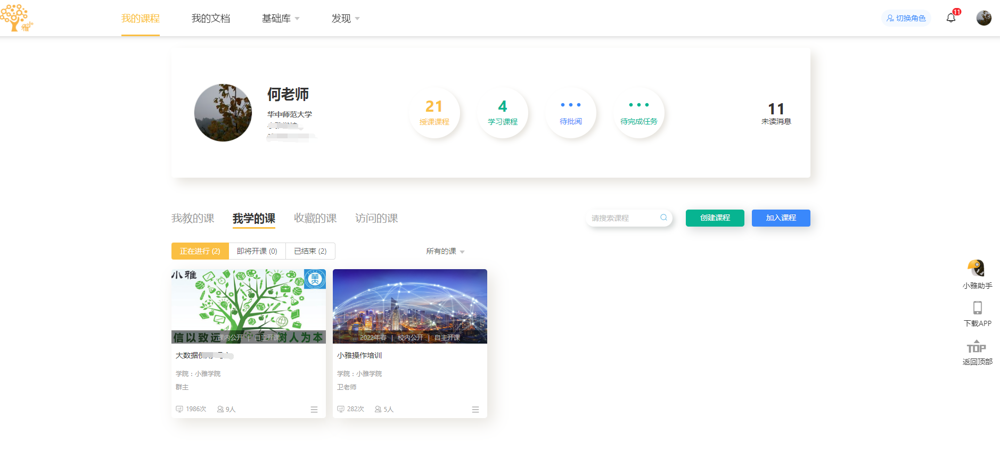 小雅
我的课程
我的文档
基础库
发现
切换角色
11
何老师
华中师范大学
21
授课课程
4
学习课程
•••
待批阅
•••
待完成任务
11
未读消息
我教的课
我学的课
收藏的课
访问的课
请搜索课程
创建课程
加入课程
正在进行 (2)
即将开课 (0)
已结束 (2)
所有的课
小雅
信以致远
树人为本
课内公开 | 自主开课
大数据
学院：小雅学院
群主
1986次
9人
2022年春 | 校内公开 | 自主开课
小雅操作培训
学院：小雅学院
卫老师
282次
5人
小雅助手
下载APP
TOP
返回顶部